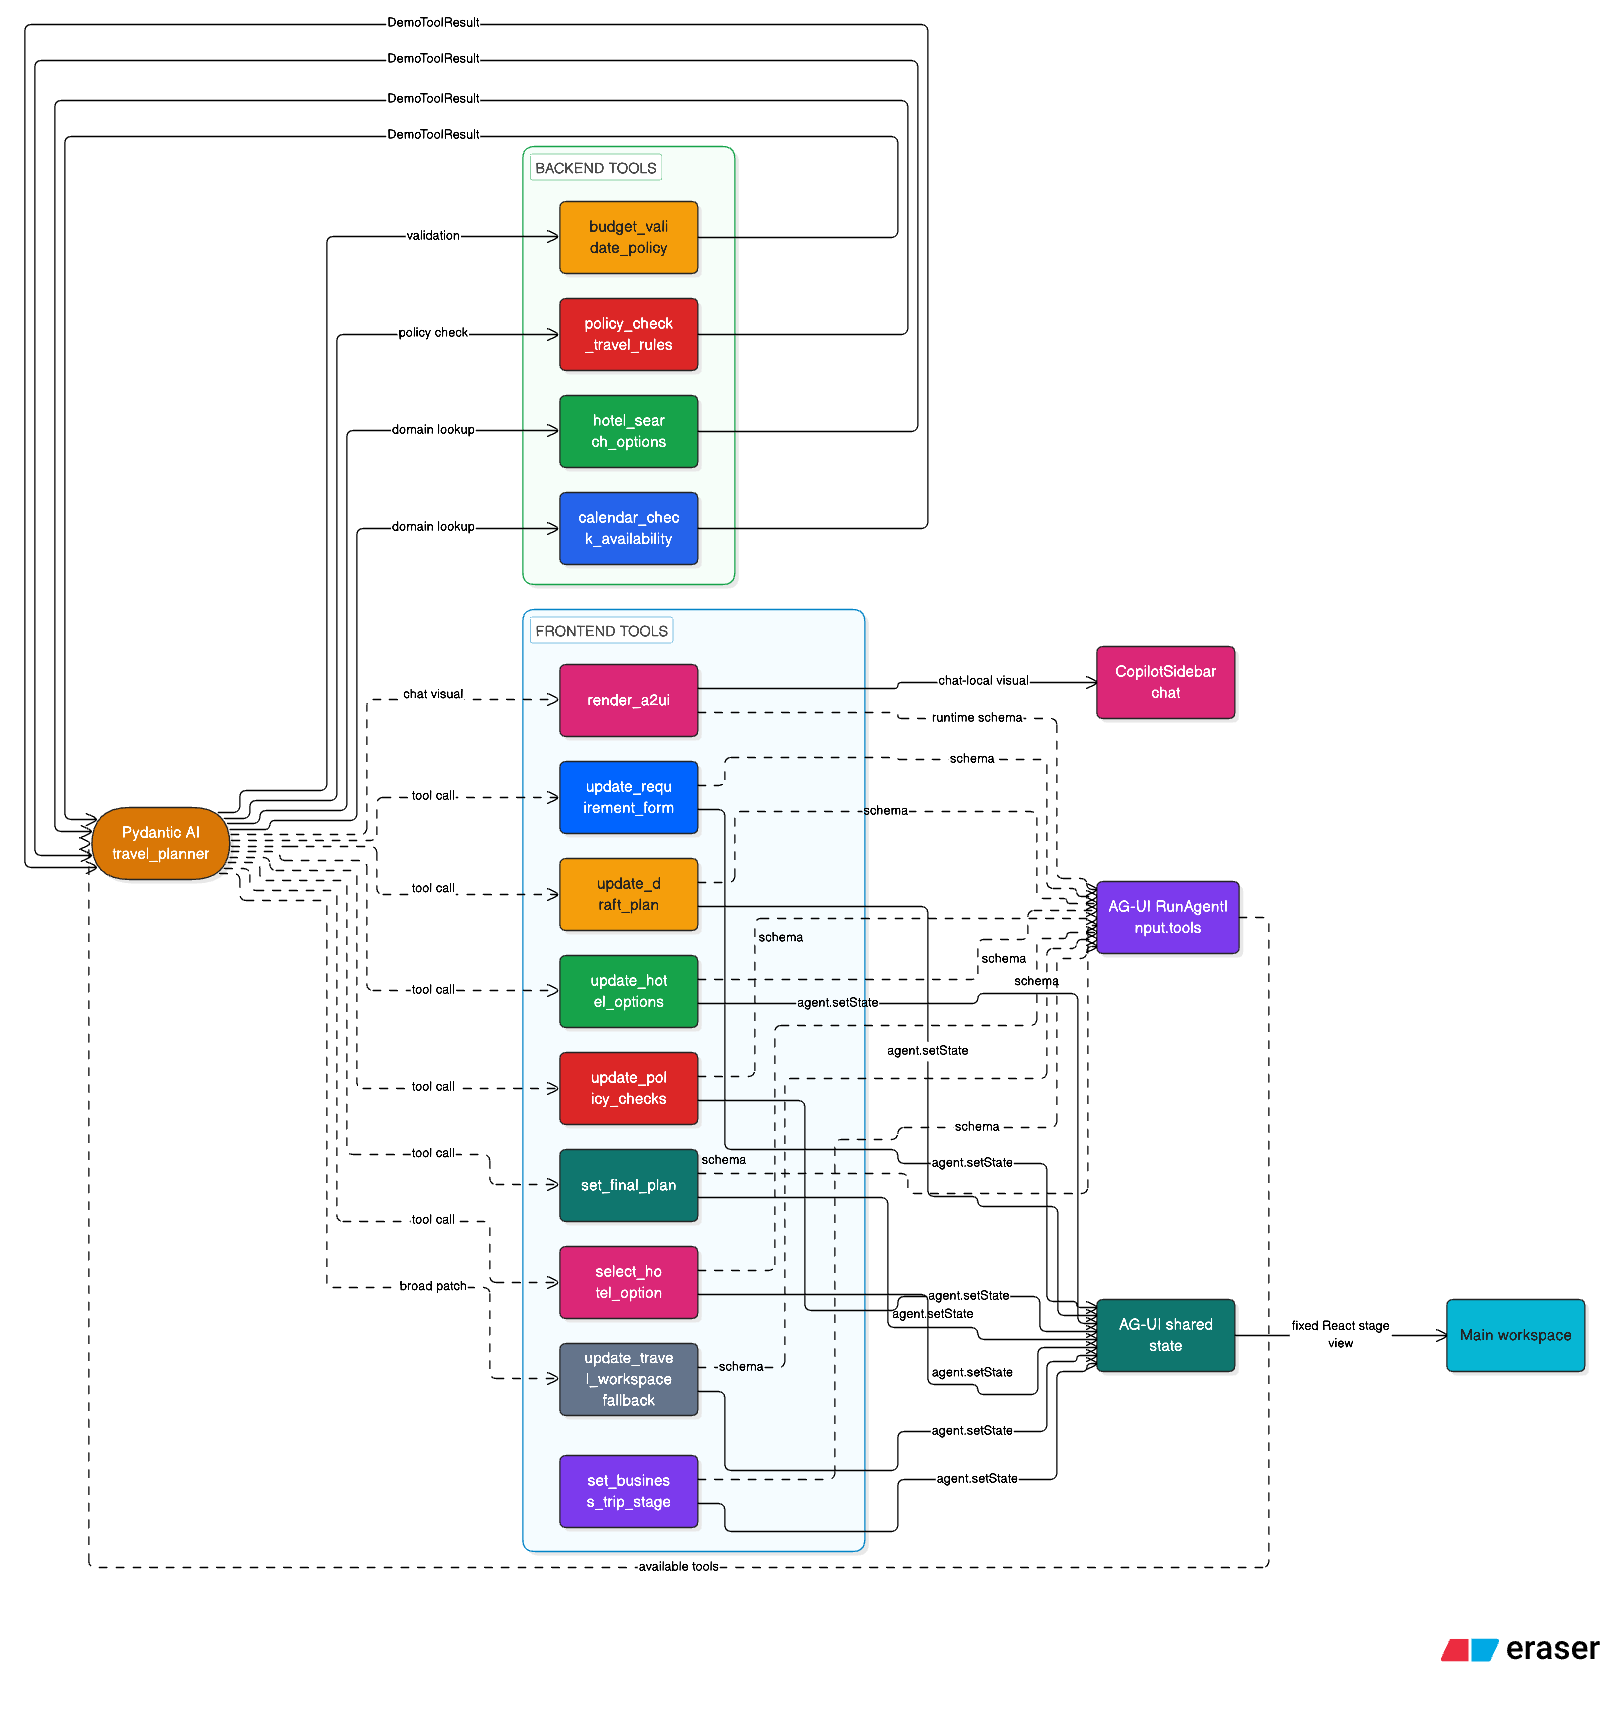 DemoToolResult
DemoToolResult
DemoToolResult
DemoToolResult
BACKEND TOOLS
validation
budget_vali
date_policy
policy check
policy_check
_travel_rules
domain lookup
hotel_sear
ch_options
domain lookup
calendar_chec
k_availability
FRONTEND TOOLS
chat visual
render_a2ui
chat-local visual
CopilotSidebar
chat
runtime schema
tool call
update_requ
irement_form
schema
schema
Pydantic AI
travel_planner
tool call
update_d
raft_plan
AG-UI RunAgentI
nput.tools
schema
schema
tool call
update_hot
el_options
schema
agent.setState
agent.setState
tool call
update_pol
icy_checks
schema
tool call
schema
agent.setState
set_final_plan
tool call
select_ho
tel_option
broad patch
agent.setState
agent.setState
AG-UI shared
state
fixed React stage
view
Main workspace
update_trave
l_workspace
fallback
schema
agent.setState
agent.setState
set_busines
s_trip_stage
agent.setState
available tools
eraser